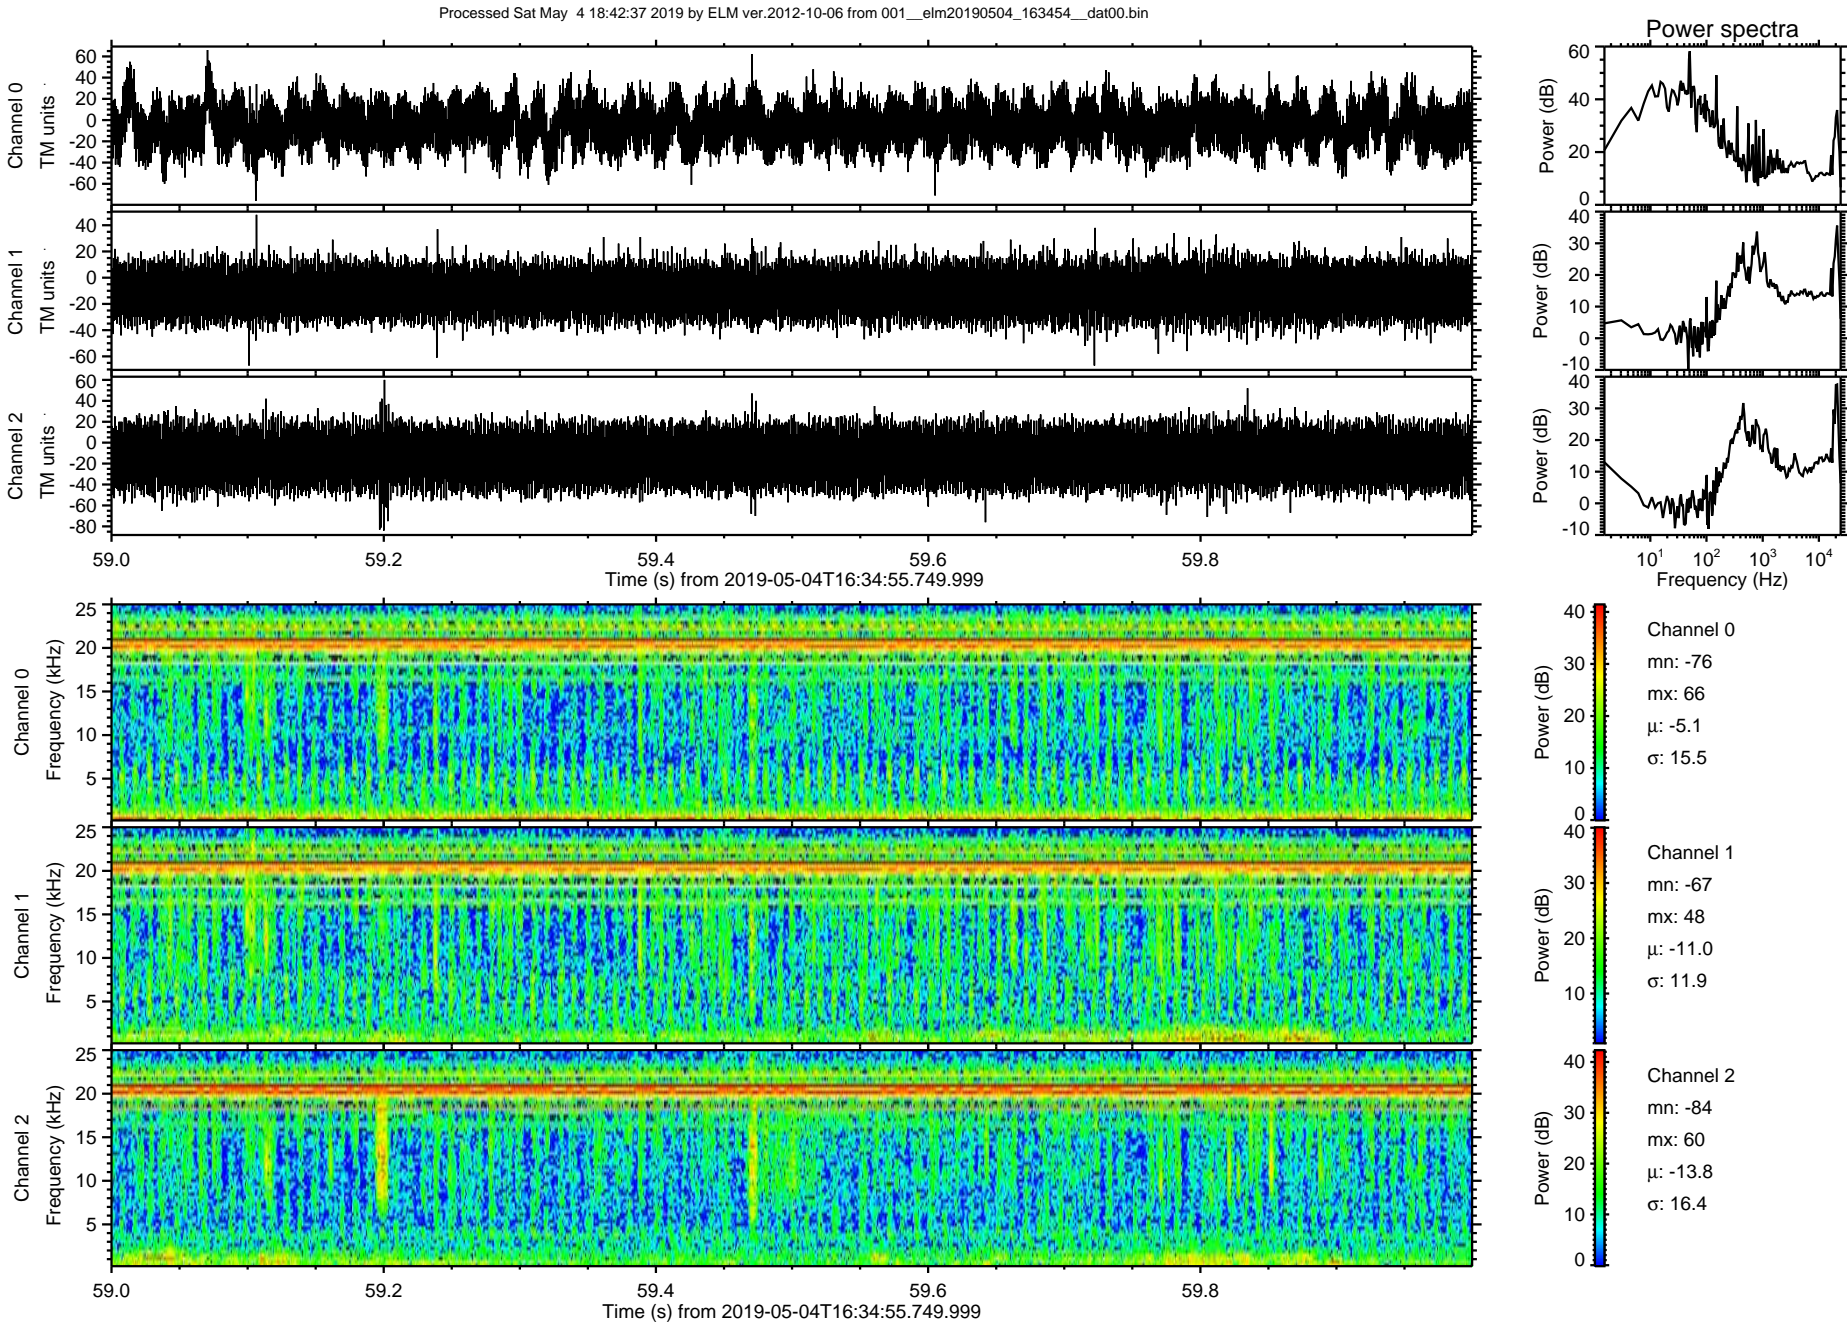 Processed Sat May 4 18:42:37 2019 by ELM ver.2012-10-06 from 001__elm20190504_163454__dat00.bin
Power spectra
Channel 0
TM units
60
40
20
0
-20
-40
-60
Power (dB)
60
40
20
0
Channel 1
TM units
40
20
0
-20
-40
-60
Power (dB)
40
30
20
10
0
-10
Channel 2
TM units
60
40
20
0
-20
-40
-60
-80
Power (dB)
40
30
20
10
0
-10
59.0 59.2 59.4 59.6 59.8
Time (s) from 2019-05-04T16:34:55.749.999
10^1 10^2 10^3 10^4
Frequency (Hz)
Channel 0
Frequency (kHz)
25
20
15
10
5
Power (dB)
40
30
20
10
0
Channel 0
mn: -76
mx: 66
μ: -5.1
σ: 15.5
Channel 1
Frequency (kHz)
25
20
15
10
5
Power (dB)
40
30
20
10
Channel 1
mn: -67
mx: 48
μ: -11.0
σ: 11.9
Channel 2
Frequency (kHz)
25
20
15
10
5
Power (dB)
40
30
20
10
0
Channel 2
mn: -84
mx: 60
μ: -13.8
σ: 16.4
59.0 59.2 59.4 59.6 59.8
Time (s) from 2019-05-04T16:34:55.749.999